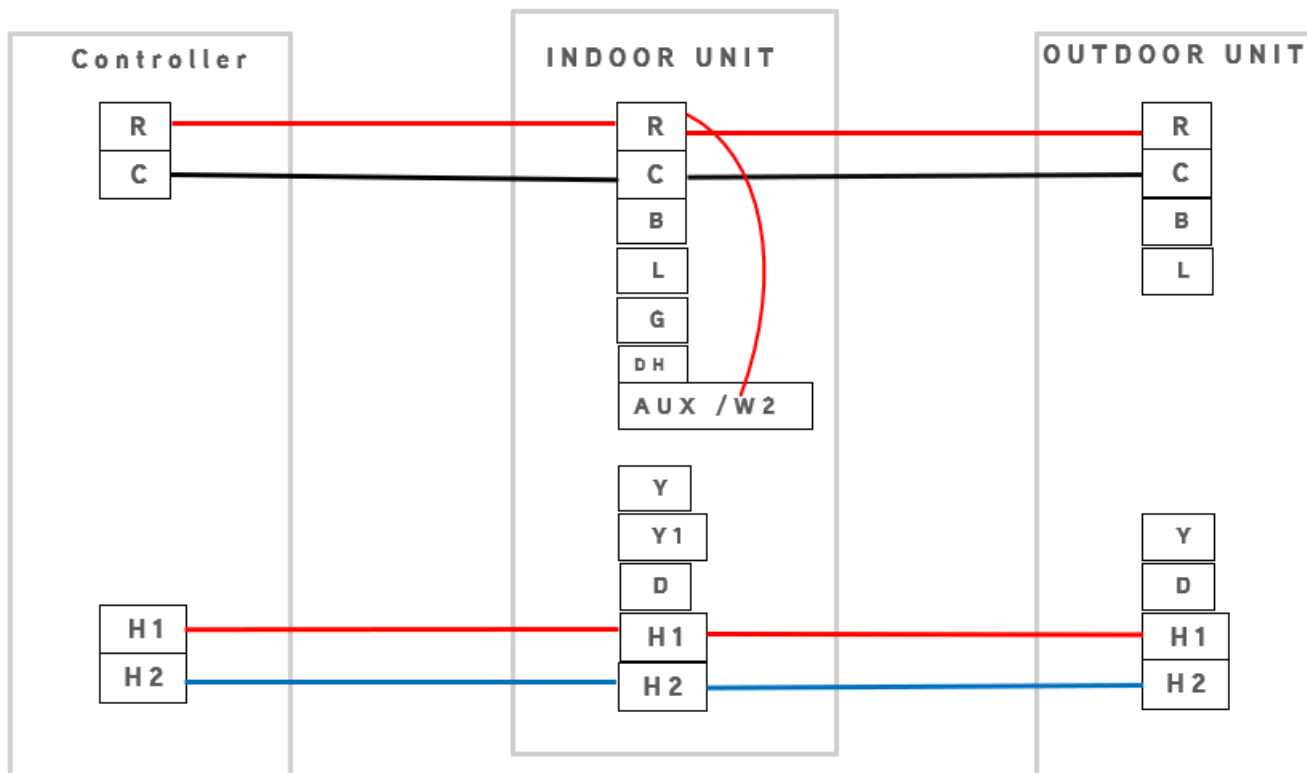 Controller
R
C
H1
H2
INDOOR UNIT
R
C
B
L
G
DH
AUX /W2
Y
Y1
D
H1
H2
OUTDOOR UNIT
R
C
B
L
Y
D
H1
H2